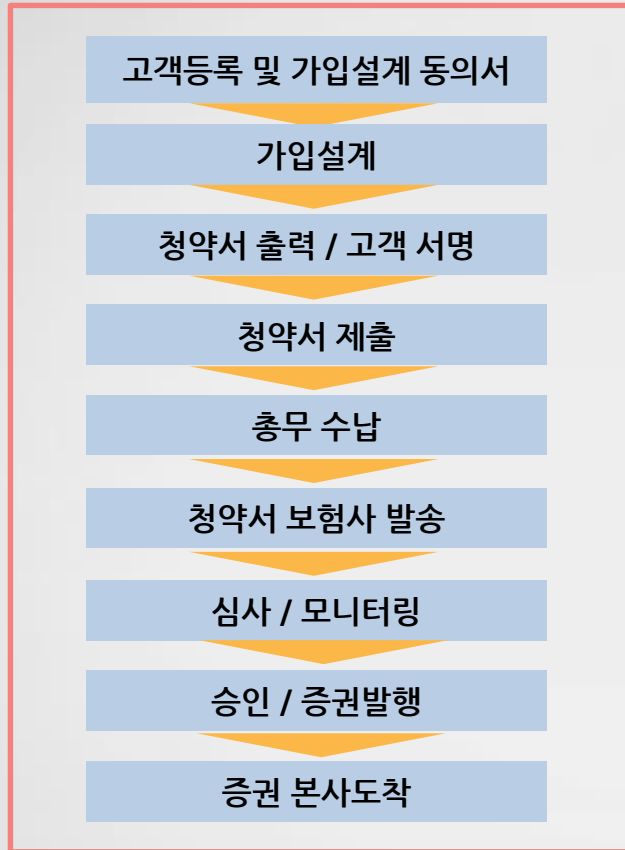 고객등록 및 가입설계 동의서
가입설계
청약서 출력 / 고객 서명
청약서 제출
총무 수납
청약서 보험사 발송
심사 / 모니터링
승인 / 증권발행
증권 본사도착